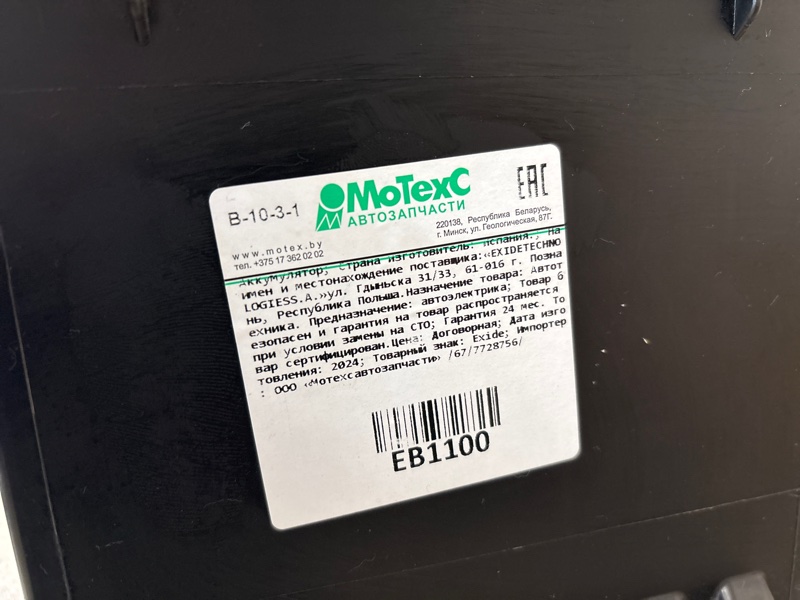 B-10-3-1
МоТехС
АВТОЗАПЧАСТИ
EAC
220138, Республика Беларусь,
г. Минск, ул. Геологическая, 87Г.
www.motex.by
тел. +375 17 362 02 02
Аккумулятор; Страна изготовитель: Испания.; На
имен и местонахождение поставщика:«EXIDETECHNO
LOGIESS.A.»ул. Гдыньска 31/33, 61-016 г. Позна
нь, Республика Польша.Назначение товара: Автот
ехника. Предназначение: автоэлектрика; Товар б
езопасен и гарантия на товар распространяется
при условии замены на СТО; Гарантия 24 мес. То
вар сертифицирован.Цена: Договорная; Дата изго
товления: 2024; Товарный знак: Exide; Импортер
: ООО «Мотехсавтозапчасти» /67/7728756/
EB1100